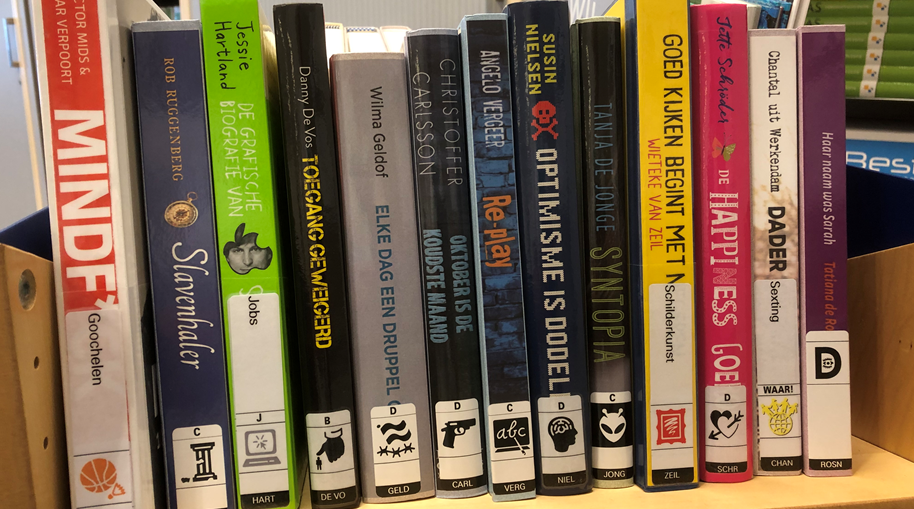 CTOR MIDS &
AR VERPOORT
MINDF*
Goochelen
ROB RUGGENBERG
Slavenhaler
C
Jessie
Hartland
DE GRAFISCHE
BIOGRAFIE VAN
Jobs
J
HART
Danny De Vos
TOEGANG GEWEIGERD
B
DE VO
Wilma Geldof
ELKE DAG EEN DRUPPEL
D
GELD
CHRISTOFFER
CARLSSON
OKTOBER IS DE
KOUDSTE MAAND
D
CARL
ANGELO VERGEER
Re-play
C
abc
VERG
SUSIN
NIELSEN
OPTIMISME IS DODEL
D
NIEL
TANJA DE JONGE
SYNTOPIA
C
JONG
GOED KIJKEN BEGINT MET N
WIETEKE VAN ZEIL
Schilderkunst
ZEIL
Jette Schröder
DE
HAPPINESS GOE
D
SCHR
Chantal uit Werkendam
DADER
Sexting
WAAR!
CHAN
Haar naam was Sarah
Tatiana de Ro
D
ROSN
Bes